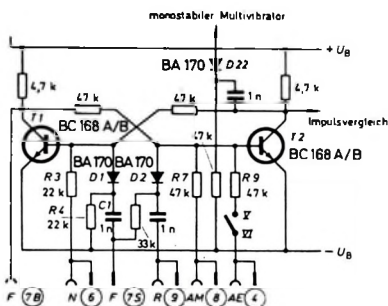 monostabiler Multivibrator
+ U_B
BA 170 D22
4,7 k
47 k
47 k
4,7 k
1 n
Impulsvergleich
T1
BC 168 A/B
T2
BC 168 A/B
BA 170 BA 170
47 k
R3
22 k
D1
D2
R7
47 k
R9
47 k
R4
22 k
C1
1 n
1 n
33 k
V
VI
- U_B
F 7B N 6 F 7S R 9 AM 8 AE 4